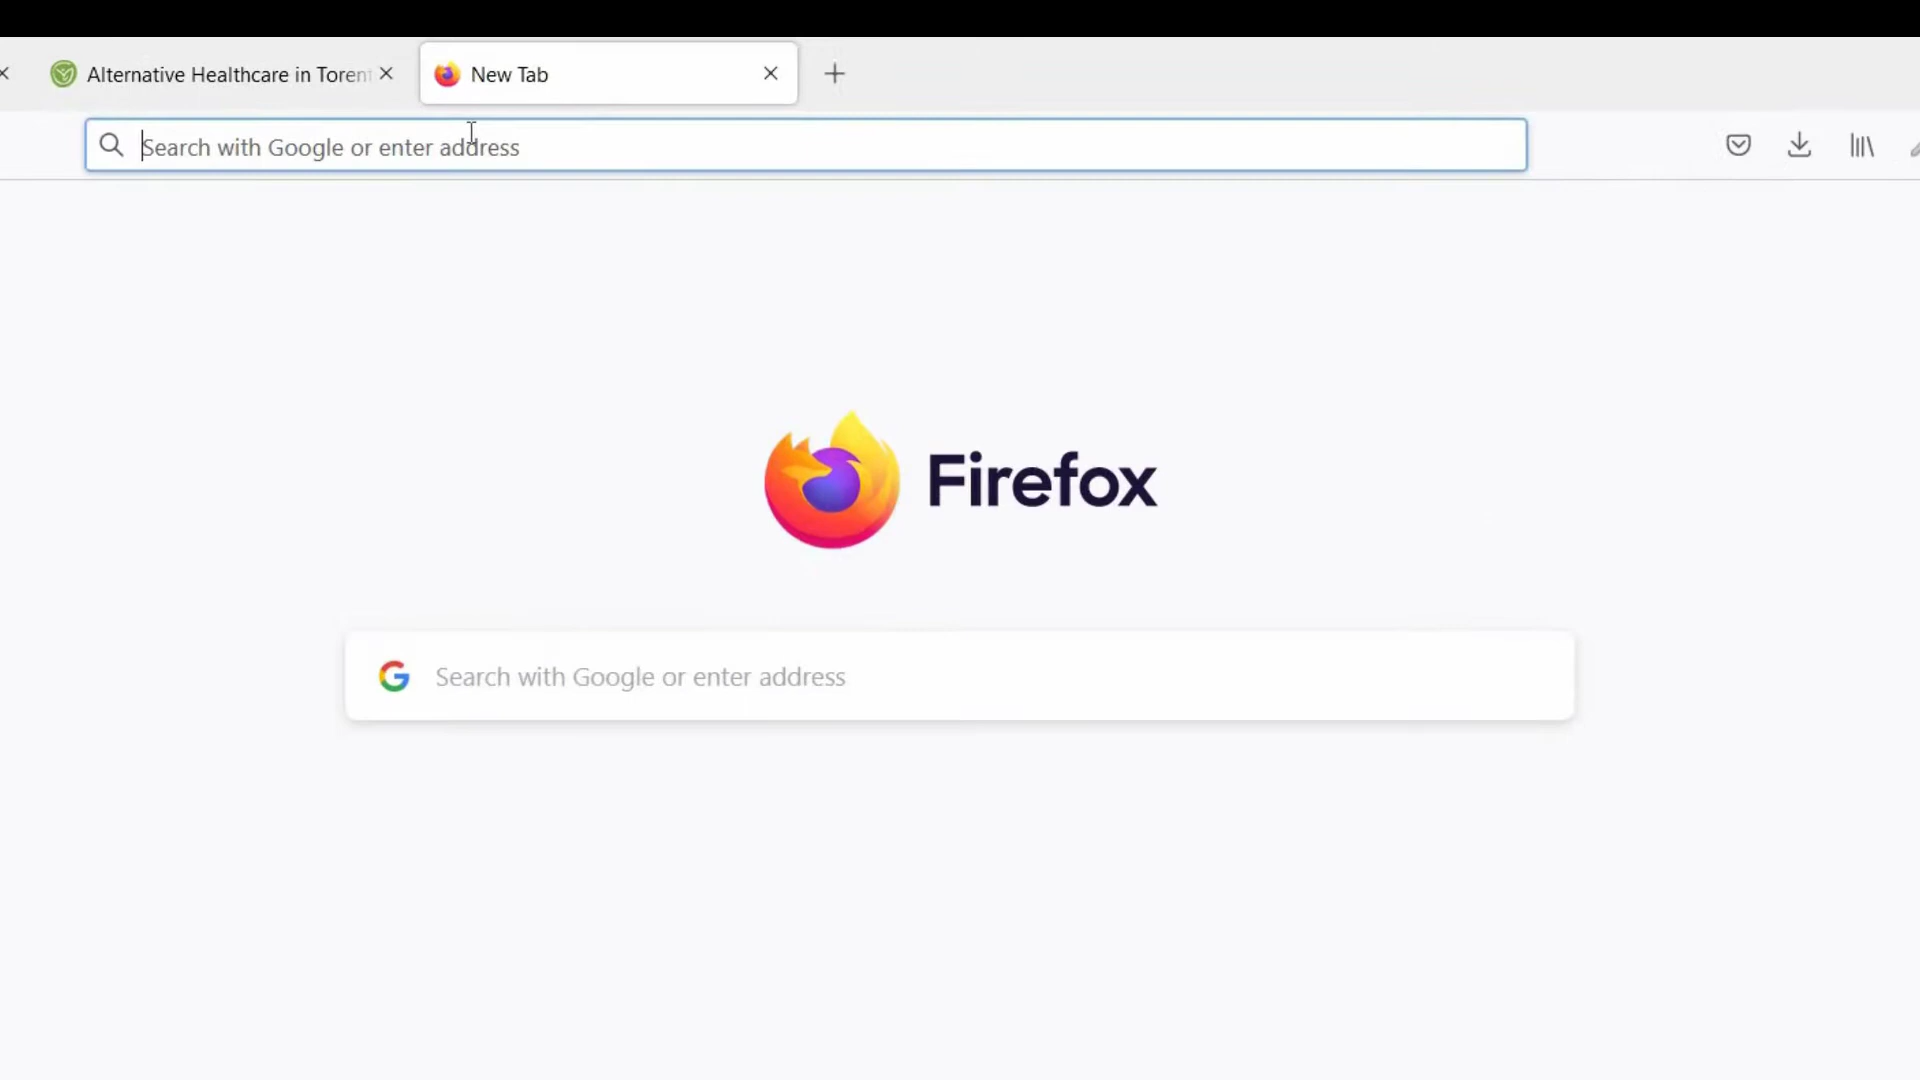 Alternative Healthcare in Toront
New Tab
Search with Google or enter address
Firefox
Search with Google or enter address